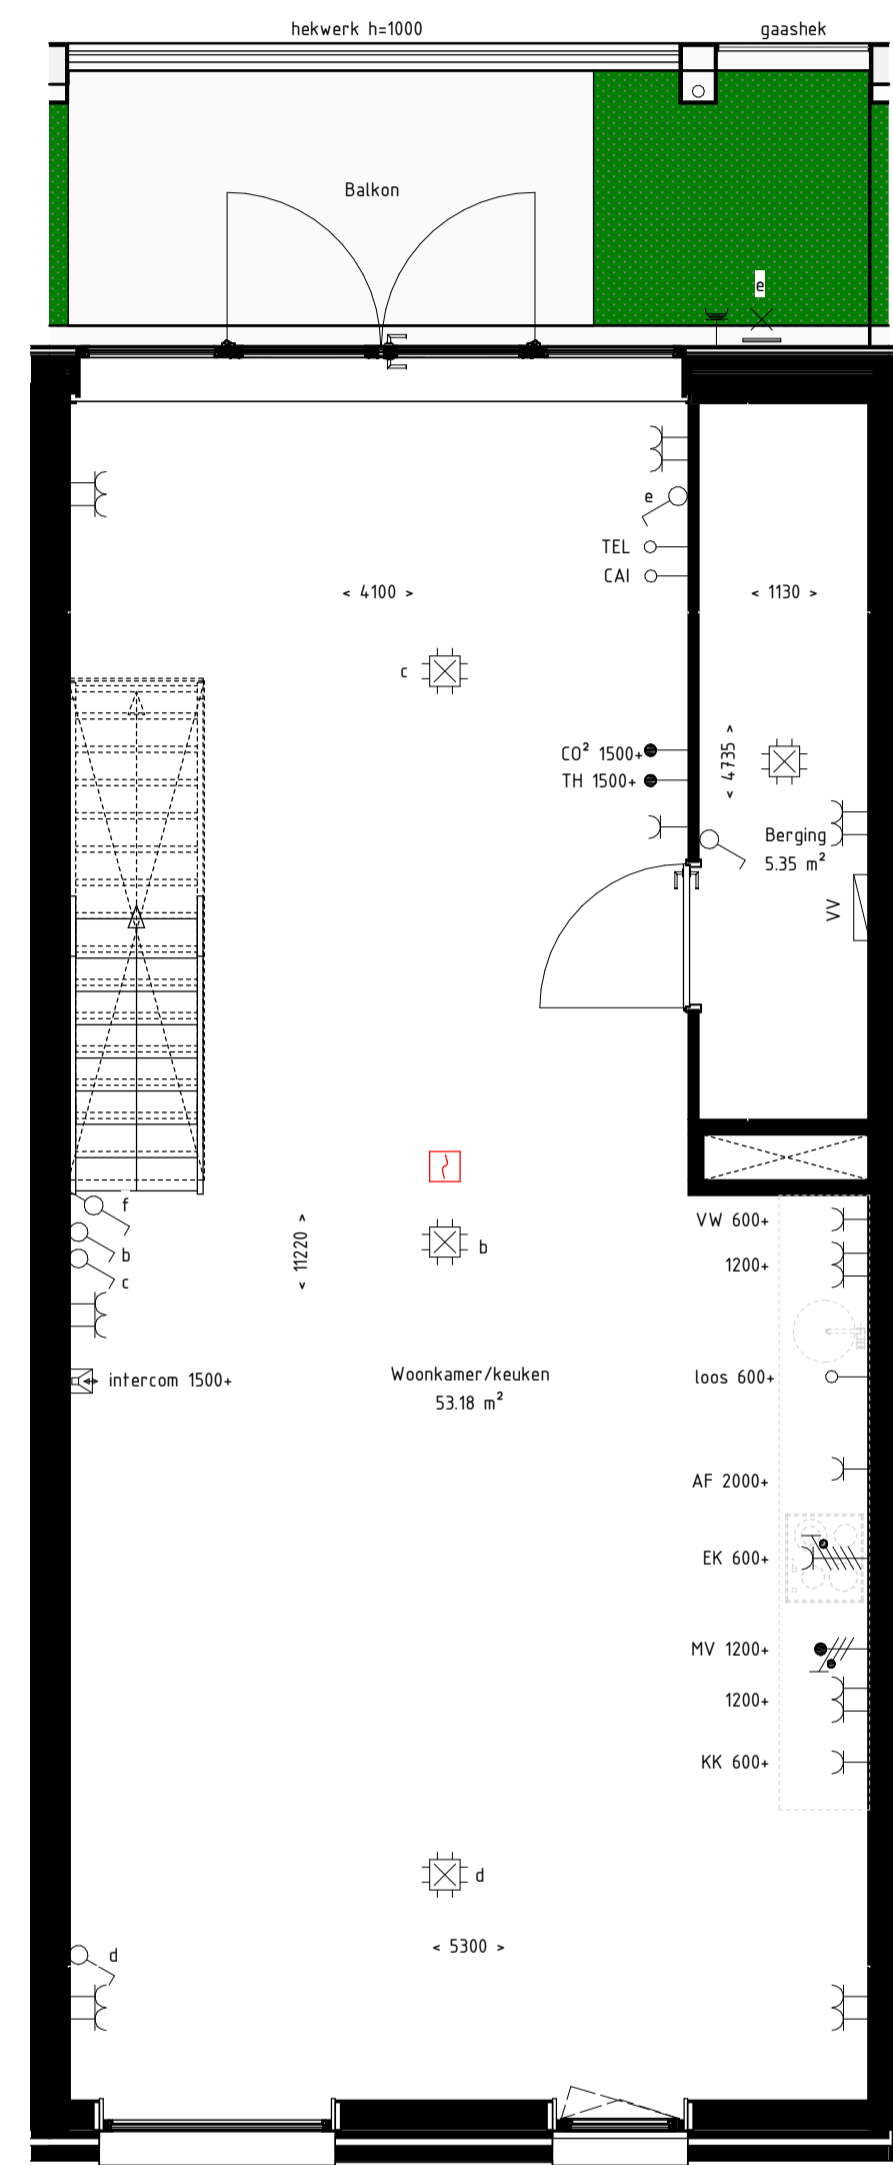 hekwerk h=1000
gaashek
Balkon
e
e
TEL
CAI
< 4100 >
< 1130 >
c
CO² 1500+
TH 1500+
< 4735 >
Berging
5.35 m²
VV
f
b
c
< 11220 >
b
VW 600+
1200+
intercom 1500+
Woonkamer/keuken
53.18 m²
loos 600+
AF 2000+
EK 600+
MV 1200+
1200+
KK 600+
d
d
< 5300 >